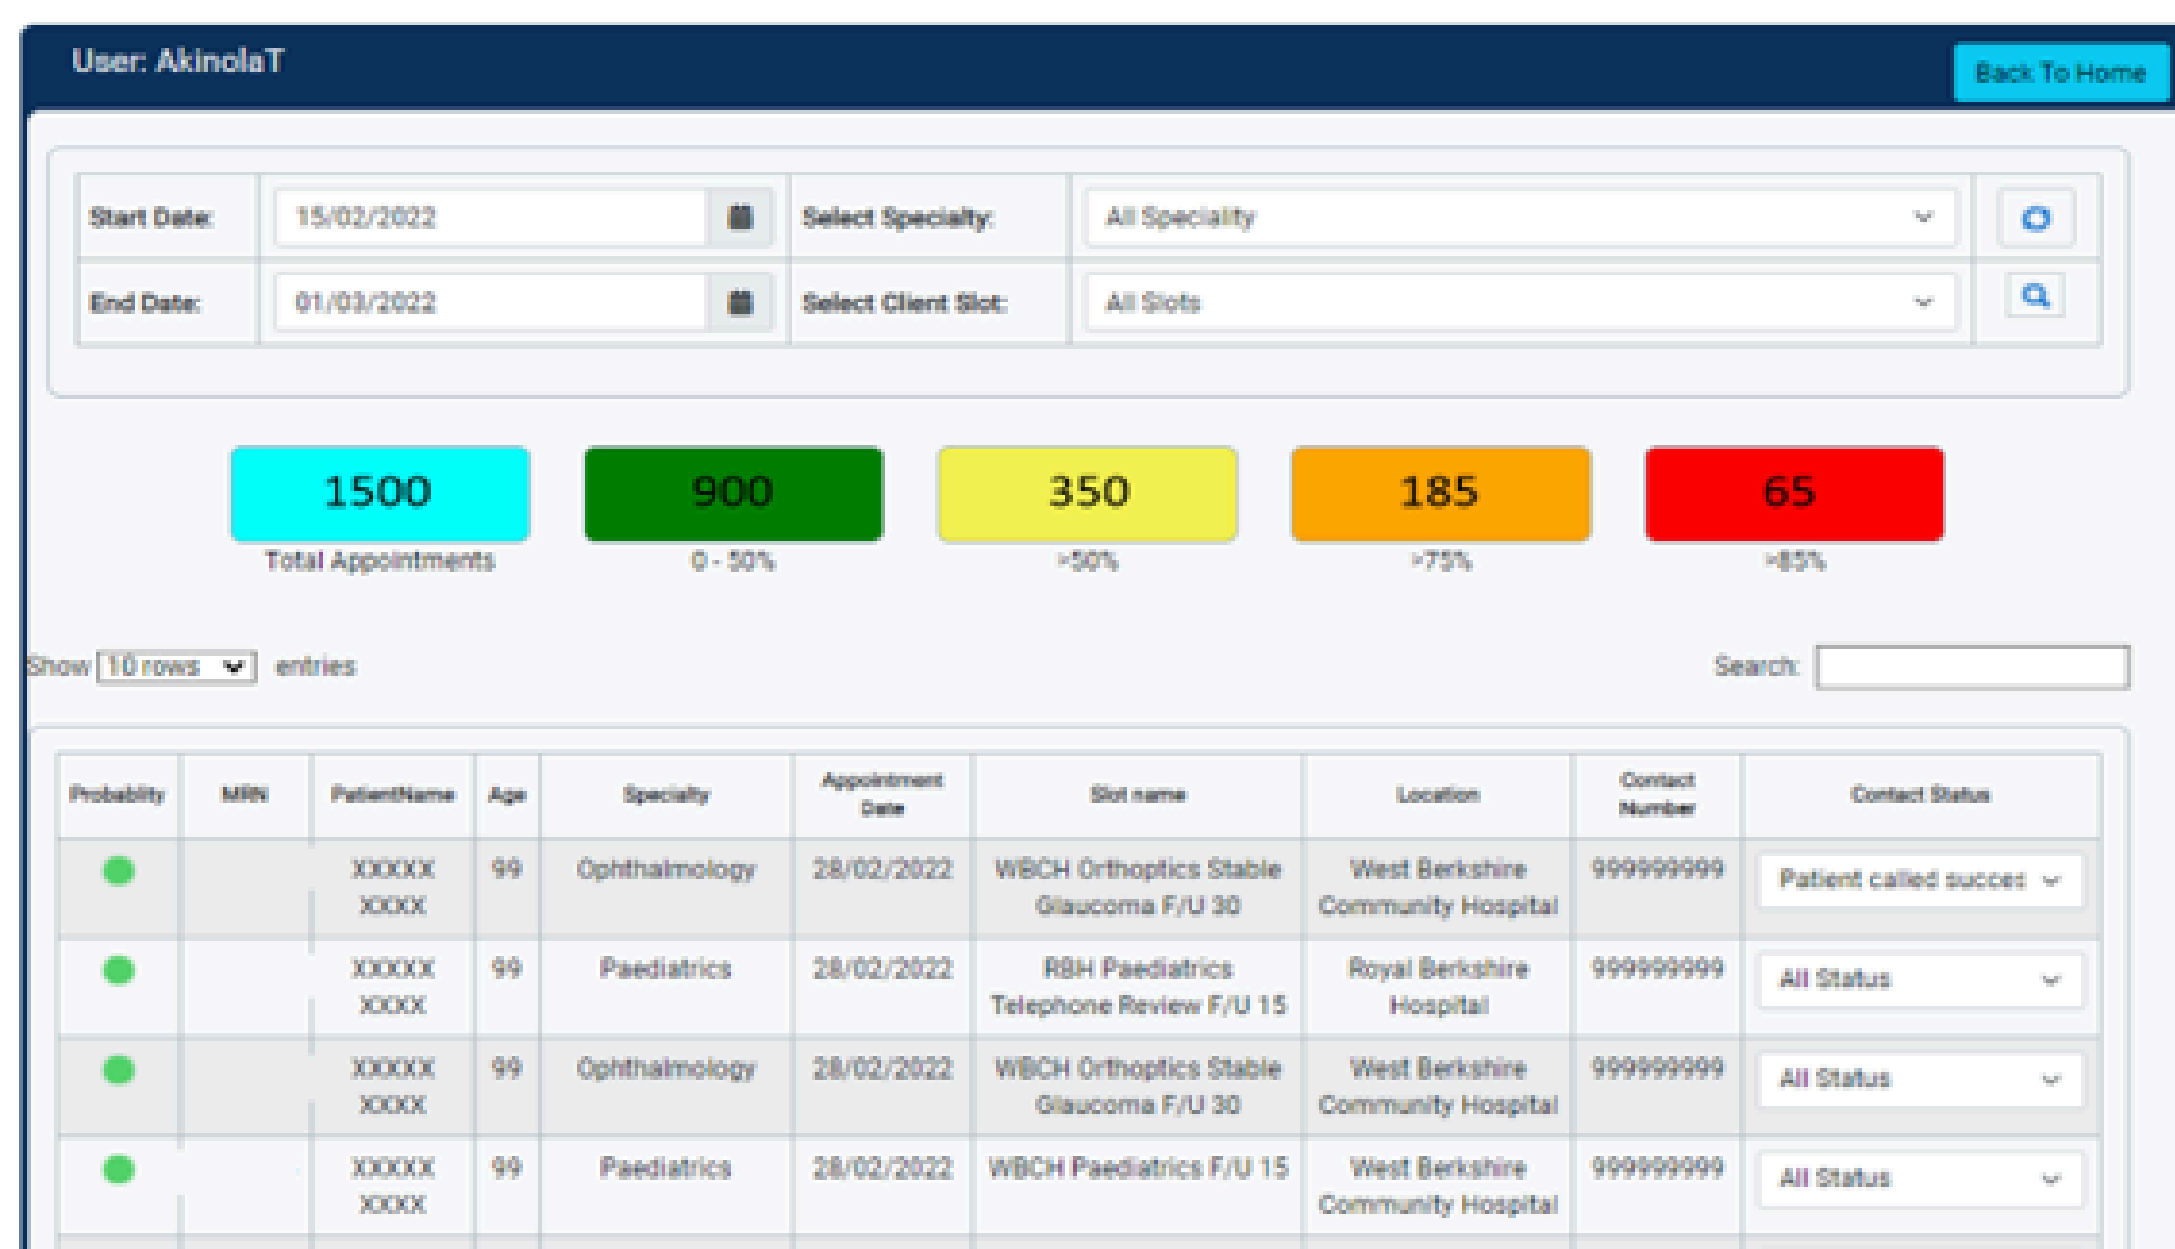 User: AkinolaT
Back To Home
Start Date:
15/02/2022
Select Specialty:
All Speciality
End Date:
01/03/2022
Select Client Slot:
All Slots
1500
900
350
185
65
Total Appointments
0 - 50%
>50%
>75%
>85%
Show 10 rows entries
Search:
Probablity
MRN
PatientName
Age
Specialty
Appointment
Date
Slot name
Location
Contact
Number
Contact Status
XXXXX
XXXX
99
Ophthalmology
28/02/2022
WBCH Orthoptics Stable
Glaucoma F/U 30
West Berkshire
Community Hospital
999999999
Patient called succes
XXXXX
XXXX
99
Paediatrics
28/02/2022
RBH Paediatrics
Telephone Review F/U 15
Royal Berkshire
Hospital
999999999
All Status
XXXXX
XXXX
99
Ophthalmology
28/02/2022
WBCH Orthoptics Stable
Glaucoma F/U 30
West Berkshire
Community Hospital
999999999
All Status
XXXXX
XXXX
99
Paediatrics
28/02/2022
WBCH Paediatrics F/U 15
West Berkshire
Community Hospital
999999999
All Status